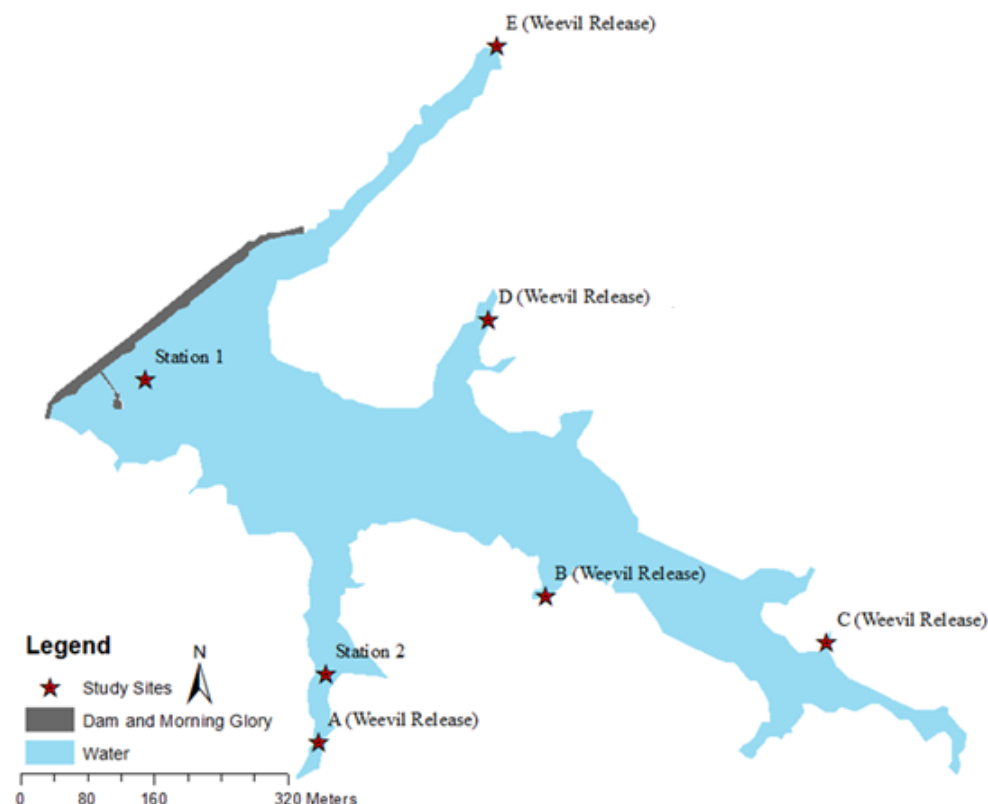 E (Weevil Release)
D (Weevil Release)
Station 1
B (Weevil Release)
C (Weevil Release)
Station 2
A (Weevil Release)
Legend
N
Study Sites
Dam and Morning Glory
Water
0 80 160 320 Meters